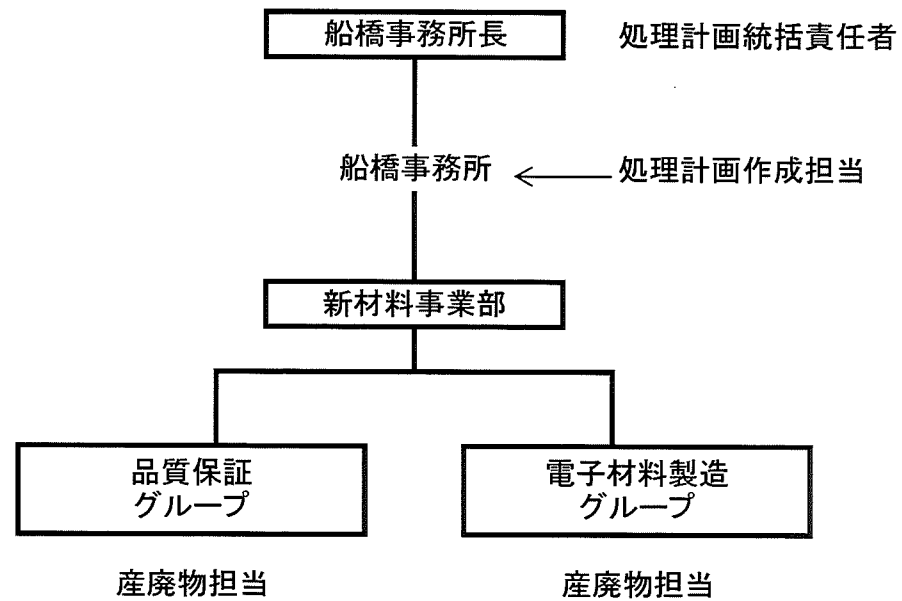 船橋事務所長
処理計画統括責任者
船橋事務所
処理計画作成担当
新材料事業部
品質保証
グループ
電子材料製造
グループ
産廃物担当
産廃物担当